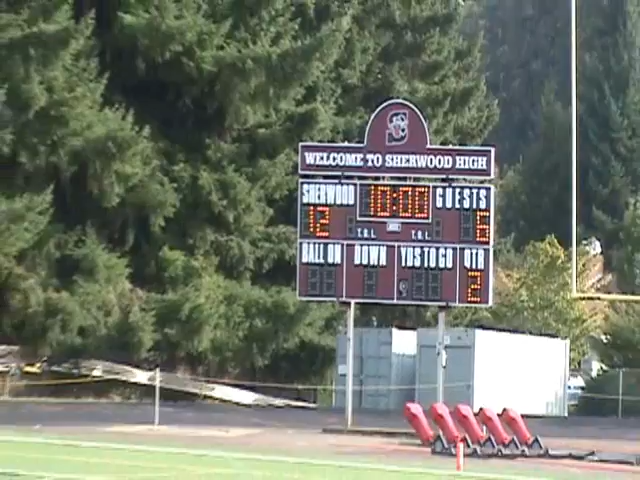 S
WELCOME TO SHERWOOD HIGH
SHERWOOD 10:00 GUESTS
12 T.O.L. T.O.L. 6
BALL ON DOWN YDS TO GO QTR
2